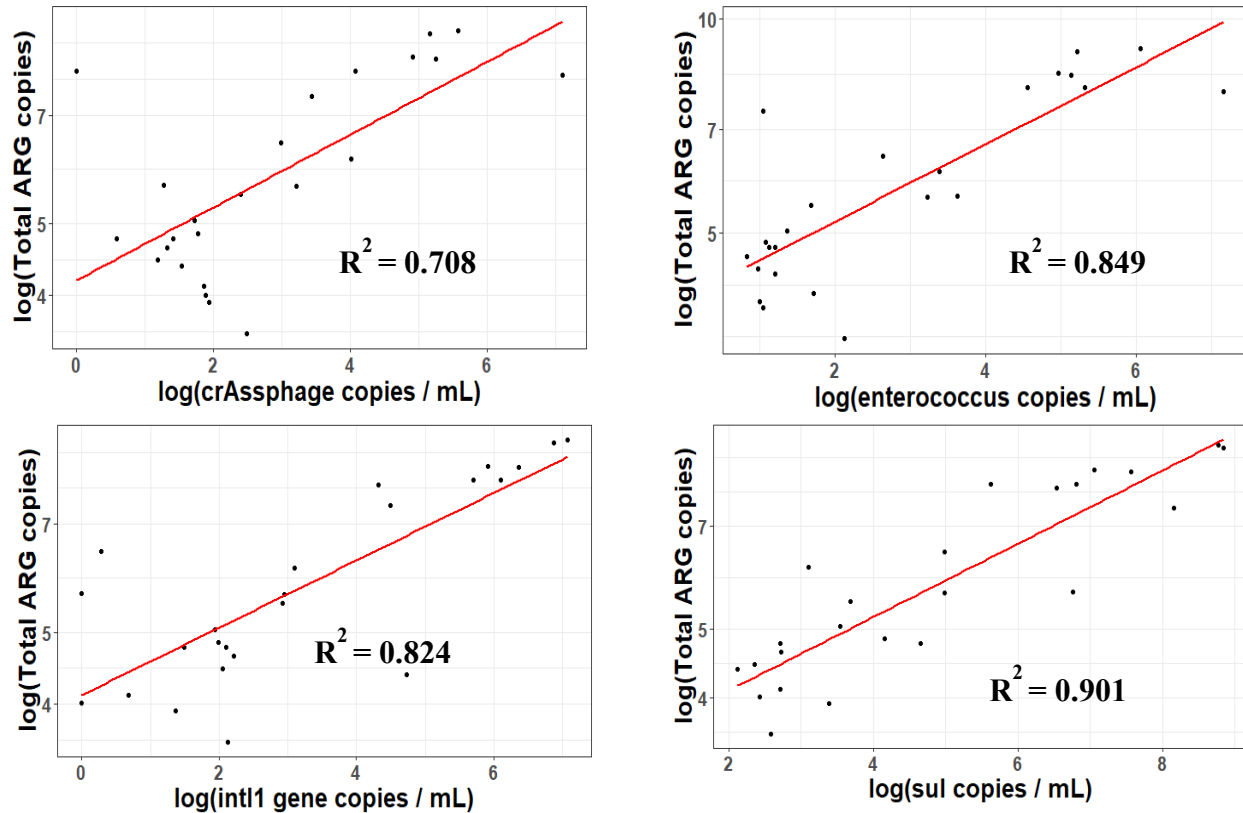 log(Total ARG copies)
7
5
4
R² = 0.708
0
2
4
6
log(crAssphage copies / mL)
log(Total ARG copies)
10
7
5
R² = 0.849
2
4
6
log(enterococcus copies / mL)
log(Total ARG copies)
7
5
4
R² = 0.824
0
2
4
6
log(intI1 gene copies / mL)
log(Total ARG copies)
7
5
4
R² = 0.901
2
4
6
8
log(sul copies / mL)